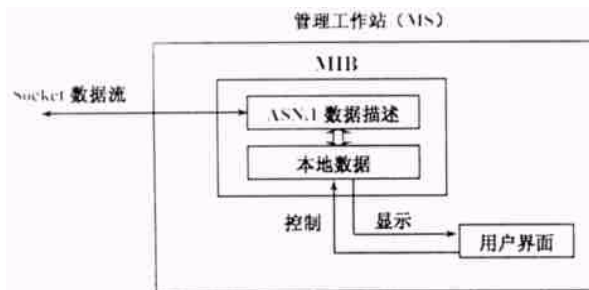 管理工作站（MS）
MIB
Socket 数据流
ASN.1 数据描述
本地数据
控制
显示
用户界面